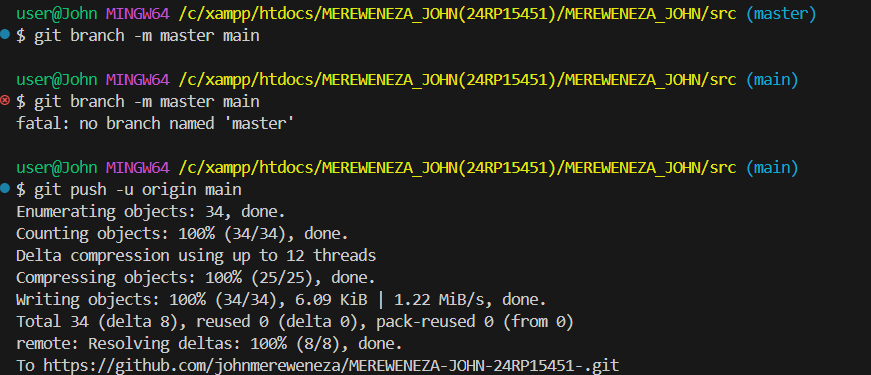 user@John MINGW64 /c/xampp/htdocs/MEREWENEZA_JOHN(24RP15451)/MEREWENEZA_JOHN/src (master)
$ git branch -m master main
user@John MINGW64 /c/xampp/htdocs/MEREWENEZA_JOHN(24RP15451)/MEREWENEZA_JOHN/src (main)
$ git branch -m master main
fatal: no branch named 'master'
user@John MINGW64 /c/xampp/htdocs/MEREWENEZA_JOHN(24RP15451)/MEREWENEZA_JOHN/src (main)
$ git push -u origin main
Enumerating objects: 34, done.
Counting objects: 100% (34/34), done.
Delta compression using up to 12 threads
Compressing objects: 100% (25/25), done.
Writing objects: 100% (34/34), 6.09 KiB | 1.22 MiB/s, done.
Total 34 (delta 8), reused 0 (delta 0), pack-reused 0 (from 0)
remote: Resolving deltas: 100% (8/8), done.
To https://github.com/johnmereweneza/MEREWENEZA-JOHN-24RP15451-.git